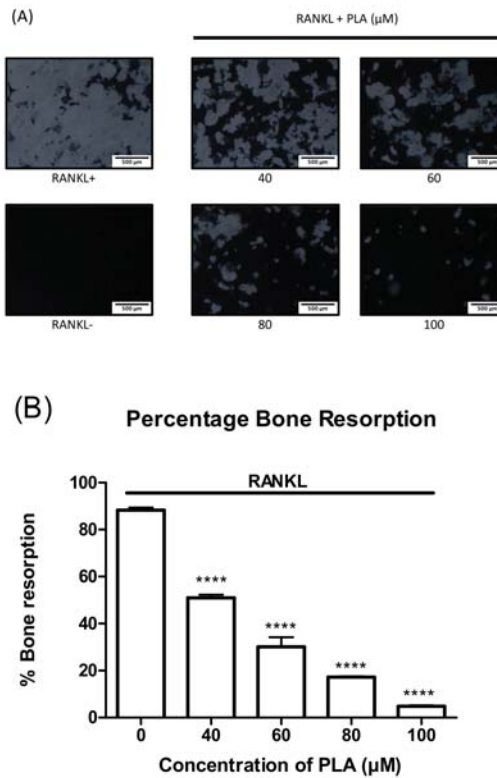 (A)
RANKL + PLA (µM)
500 µm
500 µm
500 µm
RANKL+
40
60
500 µm
500 µm
500 µm
RANKL-
80
100
(B)
Percentage Bone Resorption
RANKL
% Bone resorption
100
80
60
40
20
0
****
****
****
****
0
40
60
80
100
Concentration of PLA (µM)